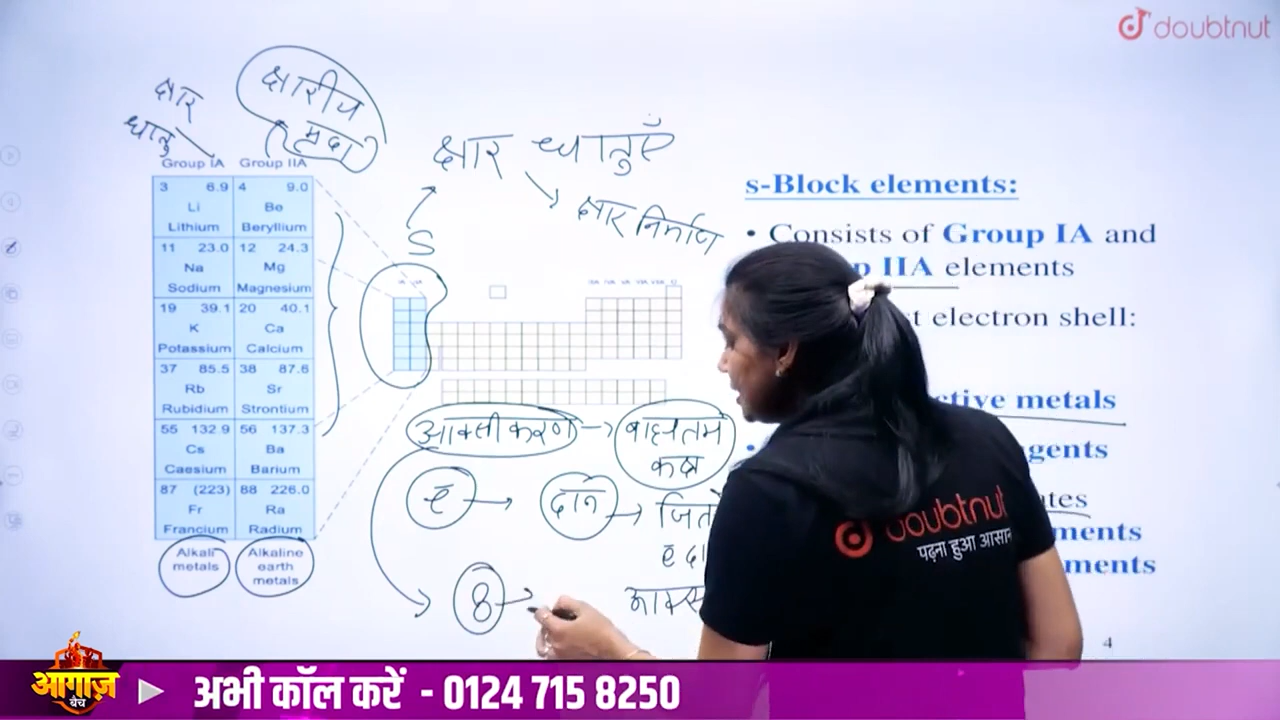 doubtnut
क्षार
धातु
क्षारीय
मृदा
क्षार धातुएँ
क्षार निर्माण
S
Group IA Group IIA
3 6.9 4 9.0
Li Be
Lithium Beryllium
11 23.0 12 24.3
Na Mg
Sodium Magnesium
19 39.1 20 40.1
K Ca
Potassium Calcium
37 85.5 38 87.6
Rb Sr
Rubidium Strontium
55 132.9 56 137.3
Cs Ba
Caesium Barium
87 (223) 88 226.0
Fr Ra
Francium Radium
Alkali
metals
Alkaline
earth
metals
s-Block elements:
• Consists of Group IA and
IIA elements
electron shell:
metals
आक्सीकरण → बाह्यतम
कक्ष
ē → दान →
ē
8 →
doubtnut
पढ़ना हुआ आसान
4
आगाज़
बैच
अभी कॉल करें - 0124 715 8250